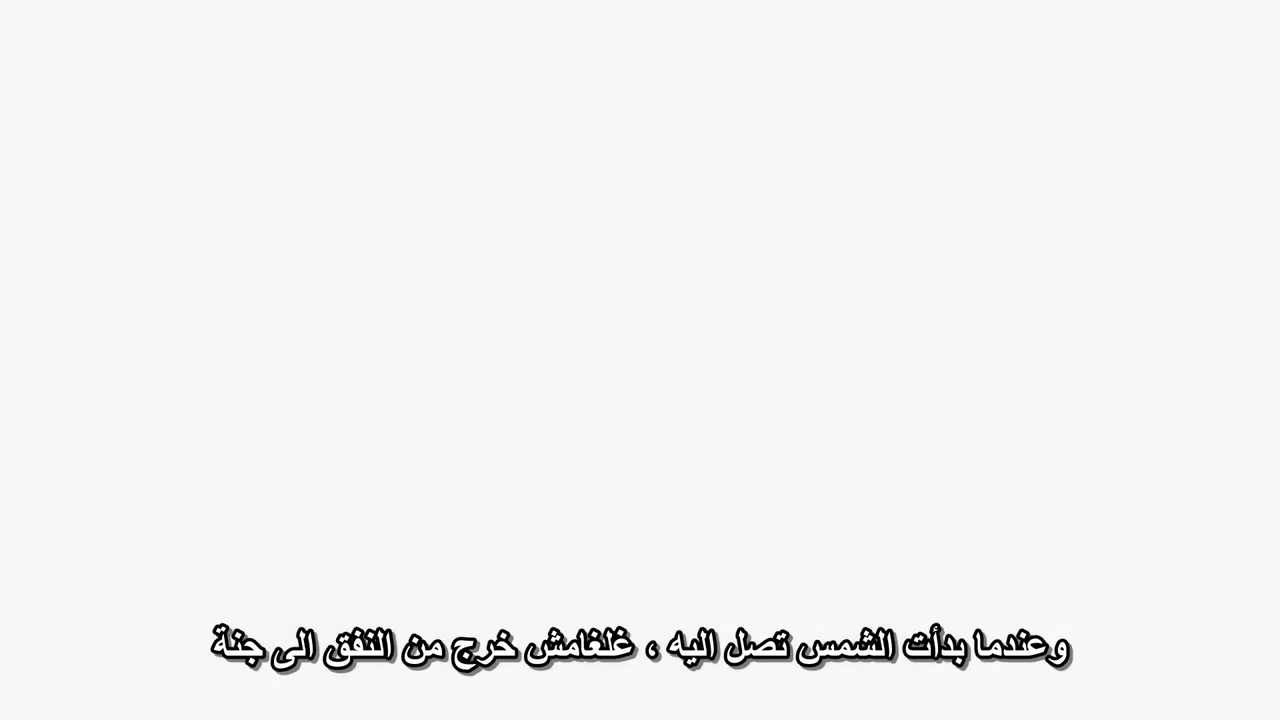 وعندما بدأت الشمس تصل اليه ، غلغامش خرج من النفق الى جنة